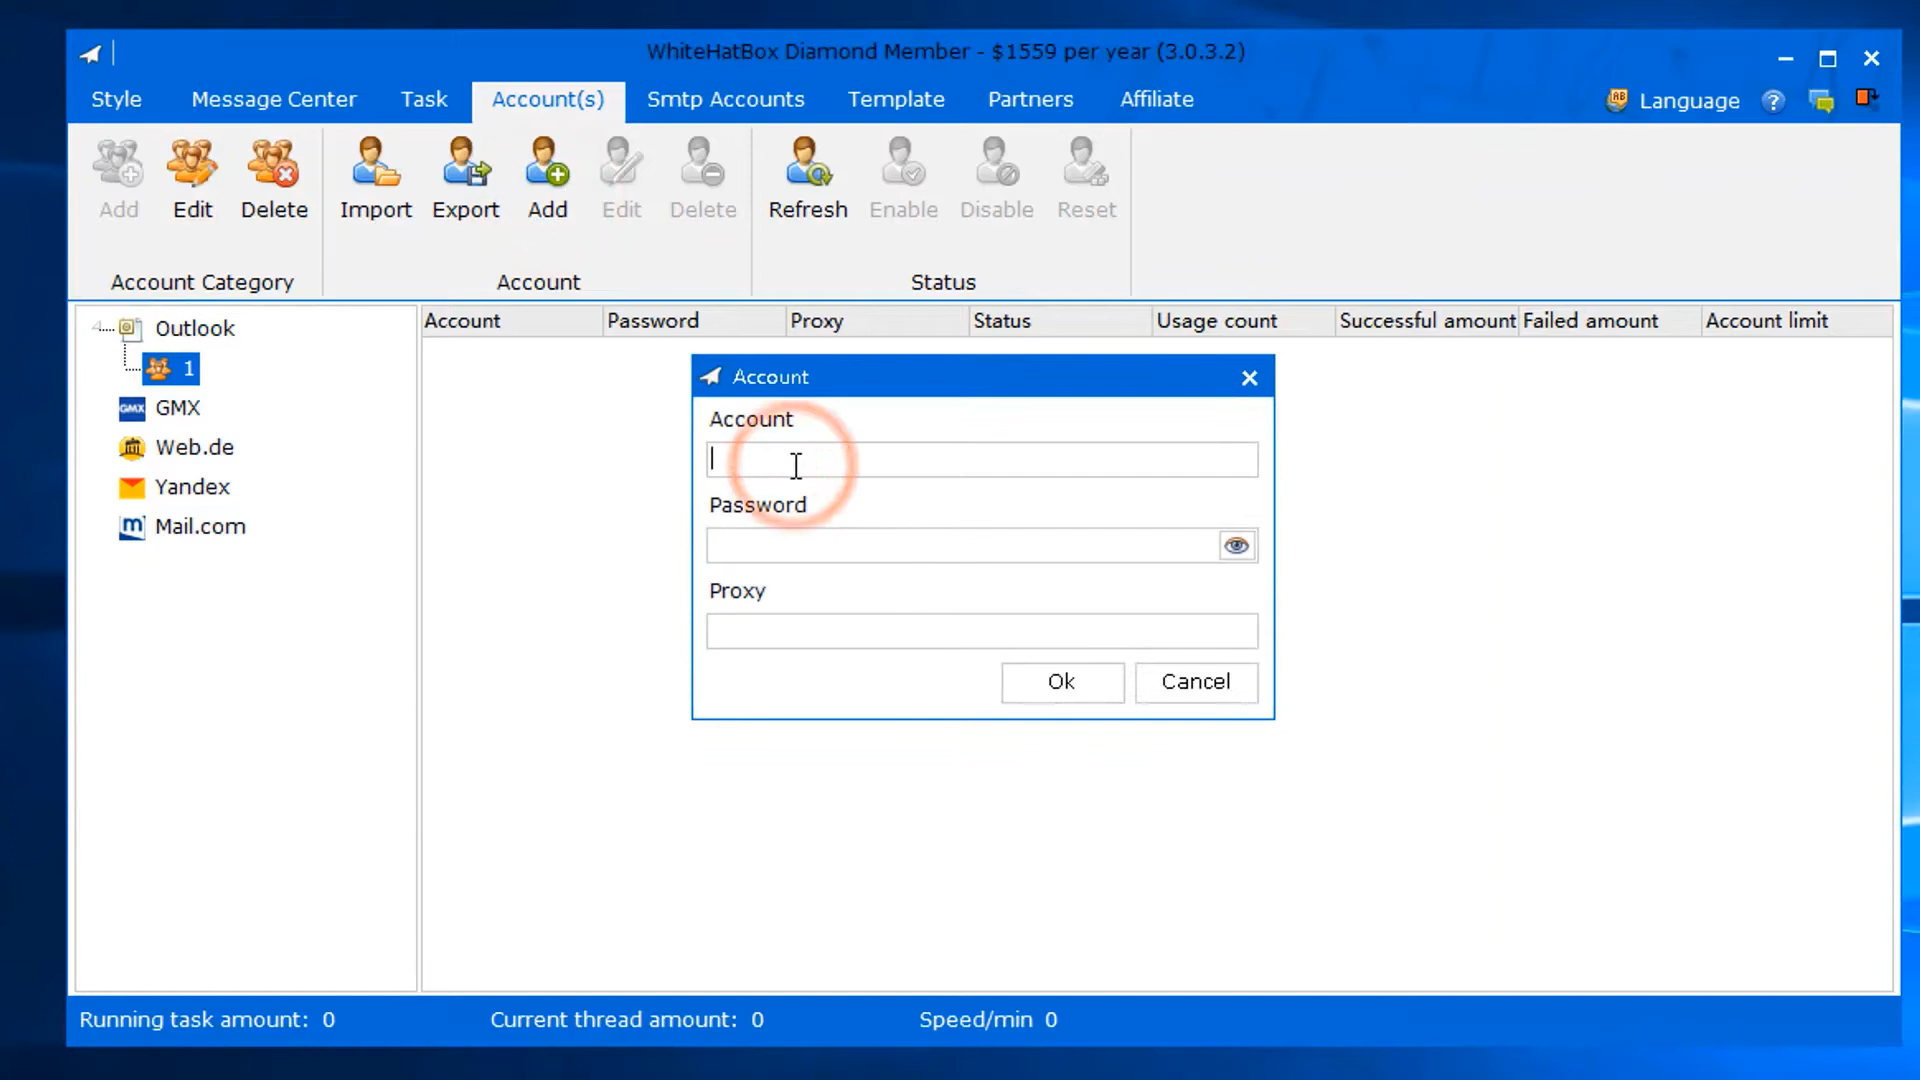 WhiteHatBox Diamond Member - $1559 per year (3.0.3.2)
Style Message Center Task Account(s) Smtp Accounts Template Partners Affiliate Language
Add Edit Delete Import Export Add Edit Delete Refresh Enable Disable Reset
Account Category Account Status
Outlook
1
GMX
Web.de
Yandex
Mail.com
Account Password Proxy Status Usage count Successful amount Failed amount Account limit
Account
Account
Password
Proxy
Ok Cancel
Running task amount: 0 Current thread amount: 0 Speed/min 0